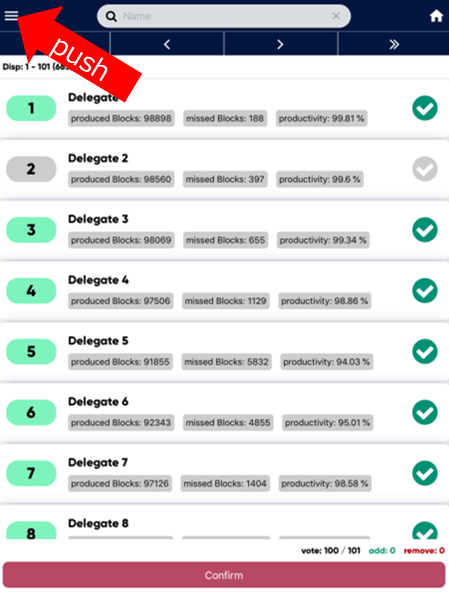 Name
push
Disp: 1 - 101
1
Delegate
produced Blocks: 98898 missed Blocks: 188 productivity: 99.81 %
2
Delegate 2
produced Blocks: 98560 missed Blocks: 397 productivity: 99.6 %
3
Delegate 3
produced Blocks: 98069 missed Blocks: 655 productivity: 99.34 %
4
Delegate 4
produced Blocks: 97506 missed Blocks: 1129 productivity: 98.86 %
5
Delegate 5
produced Blocks: 91855 missed Blocks: 5832 productivity: 94.03 %
6
Delegate 6
produced Blocks: 92343 missed Blocks: 4855 productivity: 95.01 %
7
Delegate 7
produced Blocks: 97126 missed Blocks: 1404 productivity: 98.58 %
8
Delegate 8
vote: 100 / 101 add: 0 remove: 0
Confirm